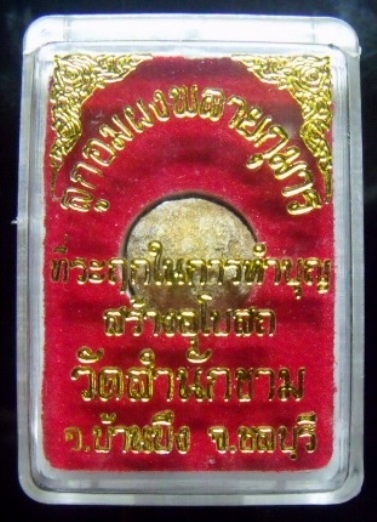 ลูกอมผงพลายกุมาร
ที่ระฤกในการทำบุญ
สร้างอุโบสถ
วัดสำนักขาม
อ.บ้านบึง จ.ชลบุรี